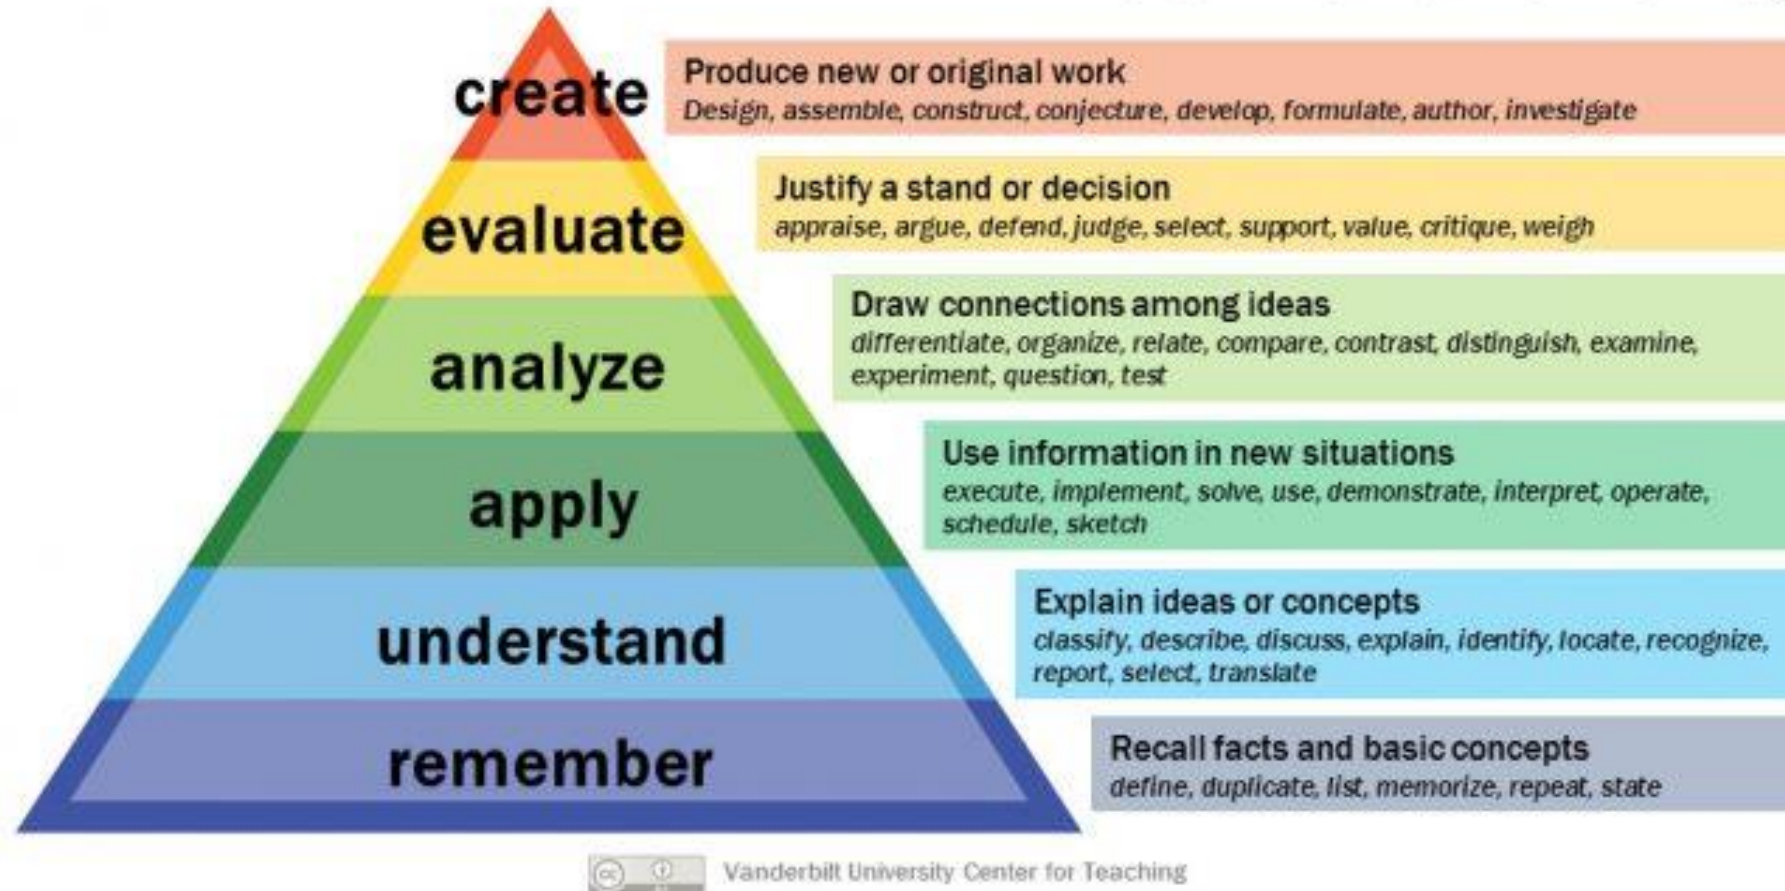 create
Produce new or original work
Design, assemble, construct, conjecture, develop, formulate, author, investigate
evaluate
Justify a stand or decision
appraise, argue, defend, judge, select, support, value, critique, weigh
analyze
Draw connections among ideas
differentiate, organize, relate, compare, contrast, distinguish, examine,
experiment, question, test
apply
Use information in new situations
execute, implement, solve, use, demonstrate, interpret, operate,
schedule, sketch
understand
Explain ideas or concepts
classify, describe, discuss, explain, identify, locate, recognize,
report, select, translate
remember
Recall facts and basic concepts
define, duplicate, list, memorize, repeat, state
cc
Vanderbilt University Center for Teaching